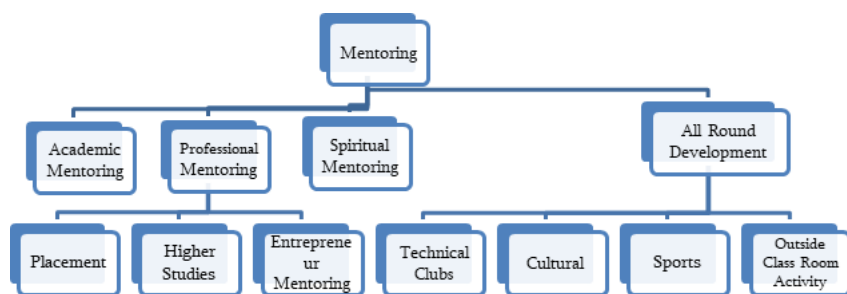 Mentoring
Academic
Mentoring
Professional
Mentoring
Spiritual
Mentoring
All Round
Development
Placement
Higher
Studies
Entreprene
ur
Mentoring
Technical
Clubs
Cultural
Sports
Outside
Class Room
Activity